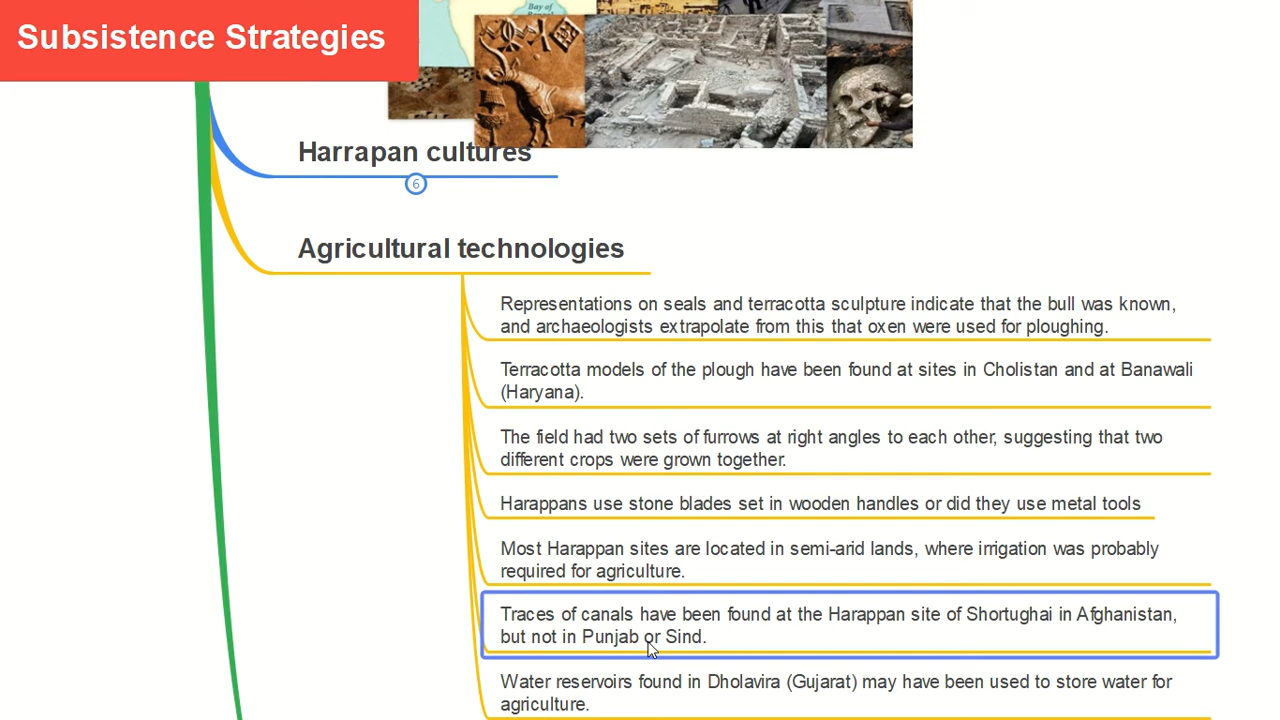 Subsistence Strategies
Bay of
Harrapan cultures
6
Agricultural technologies
Representations on seals and terracotta sculpture indicate that the bull was known,
and archaeologists extrapolate from this that oxen were used for ploughing.
Terracotta models of the plough have been found at sites in Cholistan and at Banawali
(Haryana).
The field had two sets of furrows at right angles to each other, suggesting that two
different crops were grown together.
Harappans use stone blades set in wooden handles or did they use metal tools
Most Harappan sites are located in semi-arid lands, where irrigation was probably
required for agriculture.
Traces of canals have been found at the Harappan site of Shortughai in Afghanistan,
but not in Punjab or Sind.
Water reservoirs found in Dholavira (Gujarat) may have been used to store water for
agriculture.